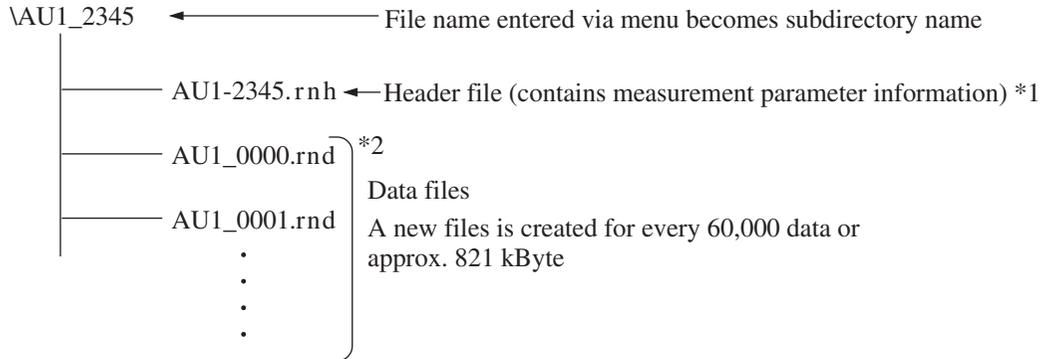 \AU1_2345
File name entered via menu becomes subdirectory name
AU1-2345.rnh
Header file (contains measurement parameter information) *1
AU1_0000.rnd
*2
Data files
AU1_0001.rnd
A new files is created for every 60,000 data or
approx. 821 kByte